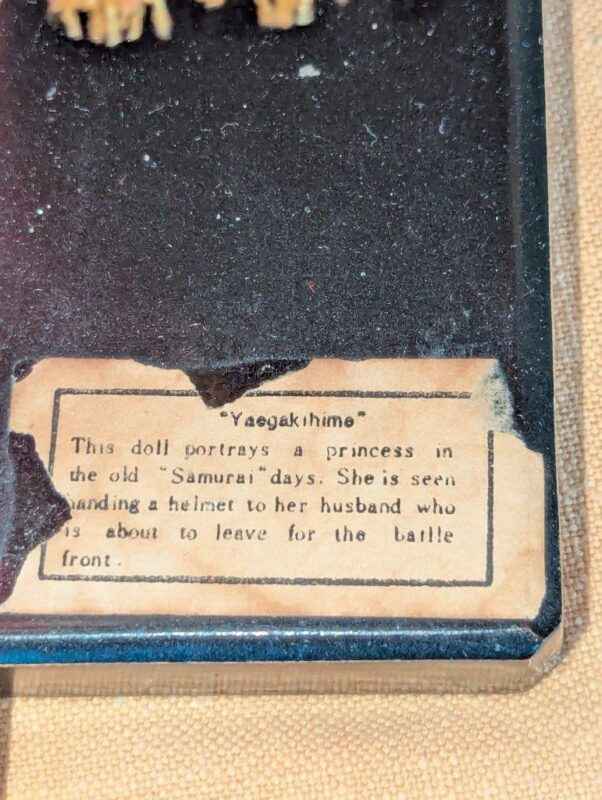 "Yaegakihime"
This doll portrays a princess in
the old "Samurai" days. She is seen
handing a helmet to her husband who
is about to leave for the battle
front.